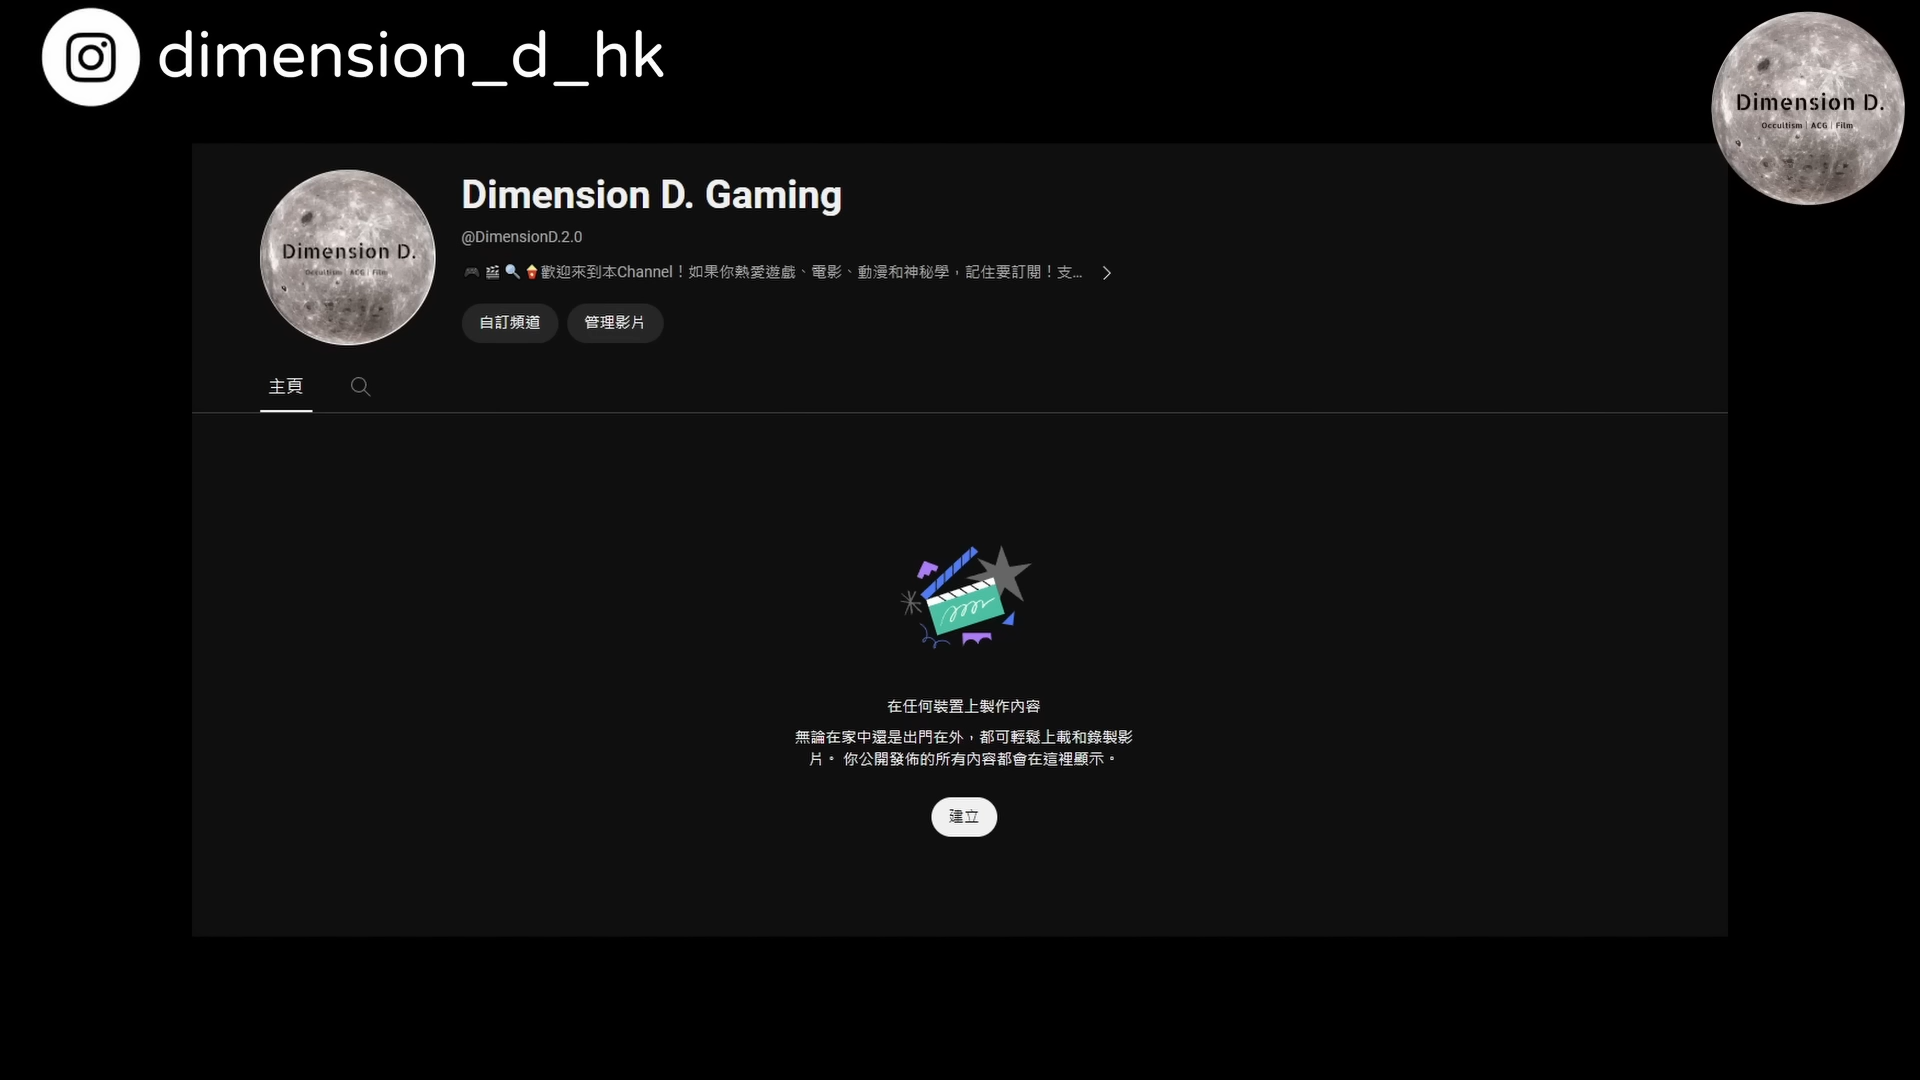 dimension_d_hk
Dimension D.
Occultism | ACG | Film
Dimension D. Gaming
@DimensionD.2.0
🎮 🎬 🔍 🍿歡迎來到本Channel！如果你熱愛遊戲、電影、動漫和神秘學，記住要訂閱！支...
Dimension D.
Occultism | ACG | Film
自訂頻道
管理影片
主頁
在任何裝置上製作內容
無論在家中還是出門在外，都可輕鬆上載和錄製影
片。 你公開發佈的所有內容都會在這裡顯示。
建立